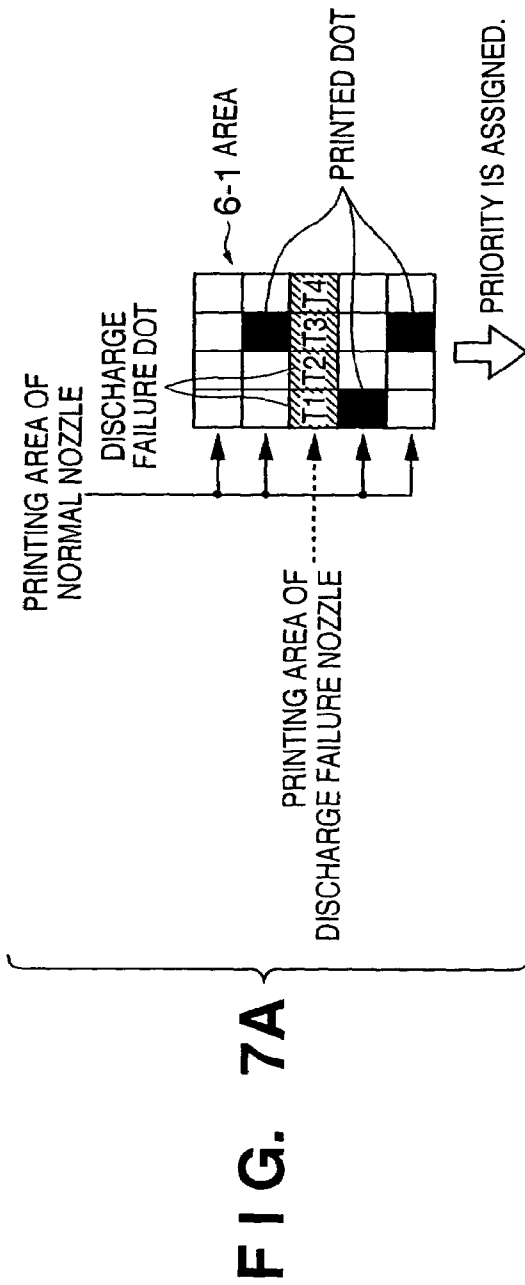 FIG. 7A
PRINTING AREA OF
NORMAL NOZZLE
DISCHARGE
FAILURE DOT
6-1 AREA
T1 T2 T3 T4
PRINTING AREA OF
DISCHARGE FAILURE NOZZLE
PRINTED DOT
PRIORITY IS ASSIGNED.